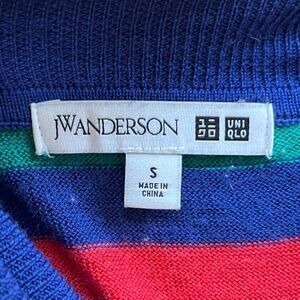 JWANDERSON
ユニ クロ UNI QLO
S
MADE IN
CHINA